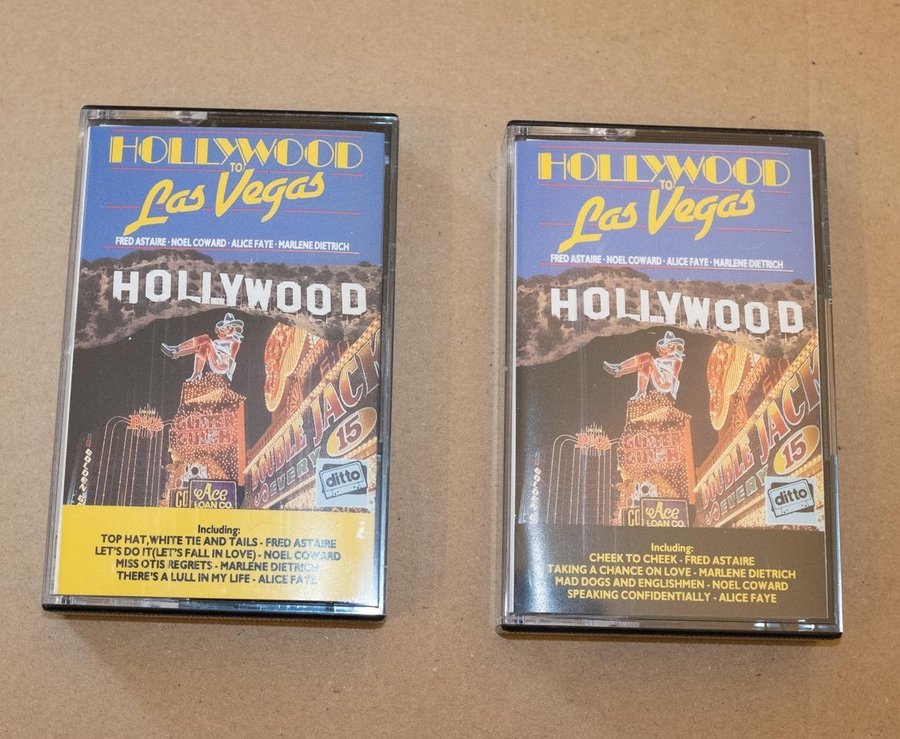 HOLLYWOOD
TO
Las Vegas
FRED ASTAIRE · NOEL COWARD · ALICE FAYE · MARLENE DIETRICH
HOLLYWOOD
DOUBLE JACK
EVERY 15
GC Ace
LOAN CO.
ditto
Including:
TOP HAT,WHITE TIE AND TAILS - FRED ASTAIRE
LET'S DO IT(LET'S FALL IN LOVE) - NOEL COWARD
MISS OTIS REGRETS - MARLENE DIETRICH
THERE'S A LULL IN MY LIFE - ALICE FAYE
HOLLYWOOD
TO
Las Vegas
FRED ASTAIRE · NOEL COWARD · ALICE FAYE · MARLENE DIETRICH
HOLLYWOOD
DOUBLE JACK
EVERY 15
GC Ace
LOAN CO.
ditto
Including:
CHEEK TO CHEEK - FRED ASTAIRE
TAKING A CHANCE ON LOVE - MARLENE DIETRICH
MAD DOGS AND ENGLISHMEN - NOEL COWARD
SPEAKING CONFIDENTIALLY - ALICE FAYE